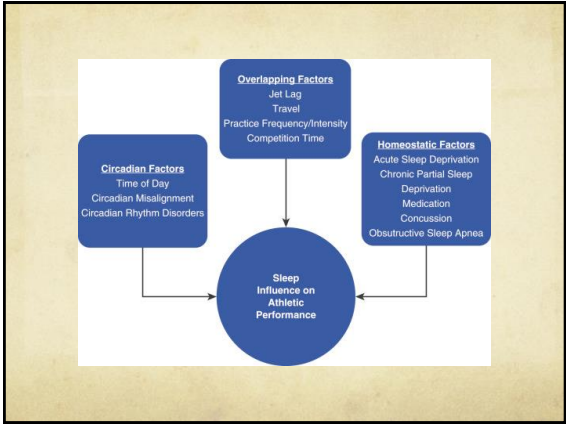 Overlapping Factors
Jet Lag
Travel
Practice Frequency/Intensity
Competition Time
Circadian Factors
Time of Day
Circadian Misalignment
Circadian Rhythm Disorders
Homeostatic Factors
Acute Sleep Deprivation
Chronic Partial Sleep
Deprivation
Medication
Concussion
Obsutructive Sleep Apnea
Sleep
Influence on
Athletic
Performance